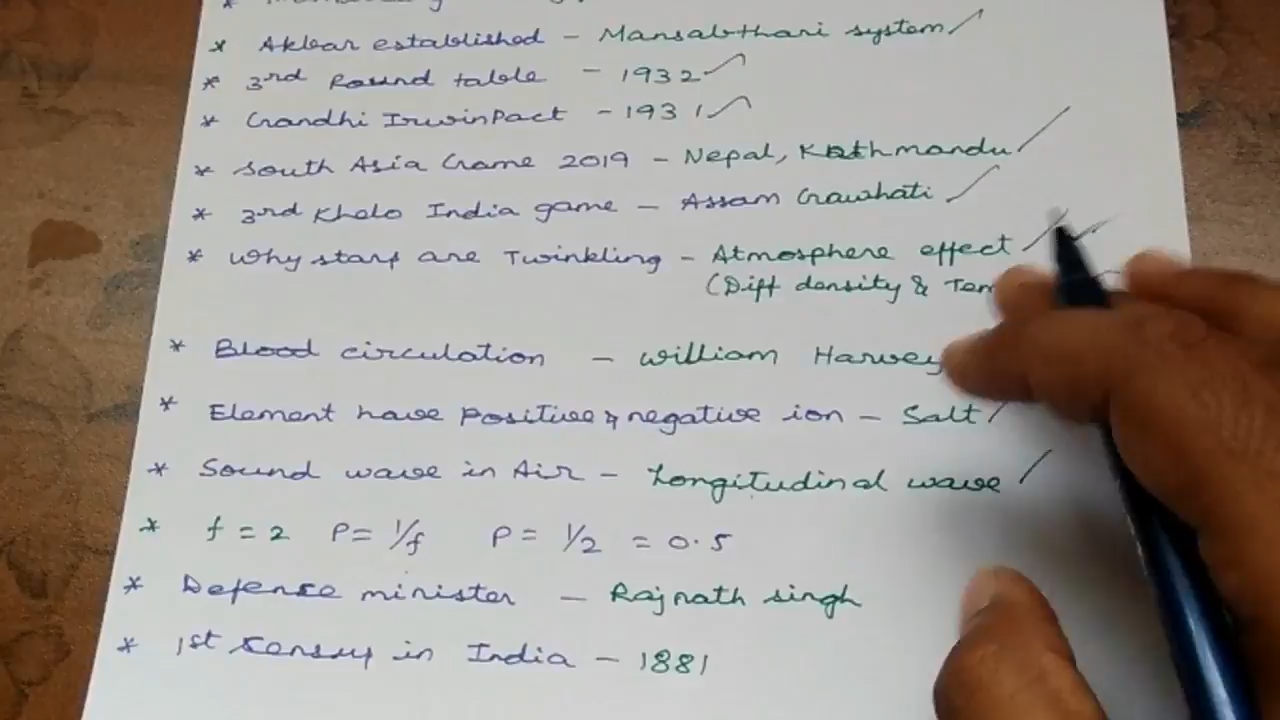 * Akbar established - Mansabthari system
* 3rd Round table - 1932
* Gandhi Irwin Pact - 1931
* South Asia Game 2019 - Nepal, Kathmandu
* 3rd Khelo India game - Assam Gawhati
* Why stars are Twinkling - Atmosphere effect
(Diff density & Tem
* Blood circulation - William Harvey
* Element have positive & negative ion - Salt
* Sound wave in Air - Longitudinal wave
* f = 2 P = 1/f P = 1/2 = 0.5
* Defense minister - Rajnath singh
* 1st Census in India - 1881